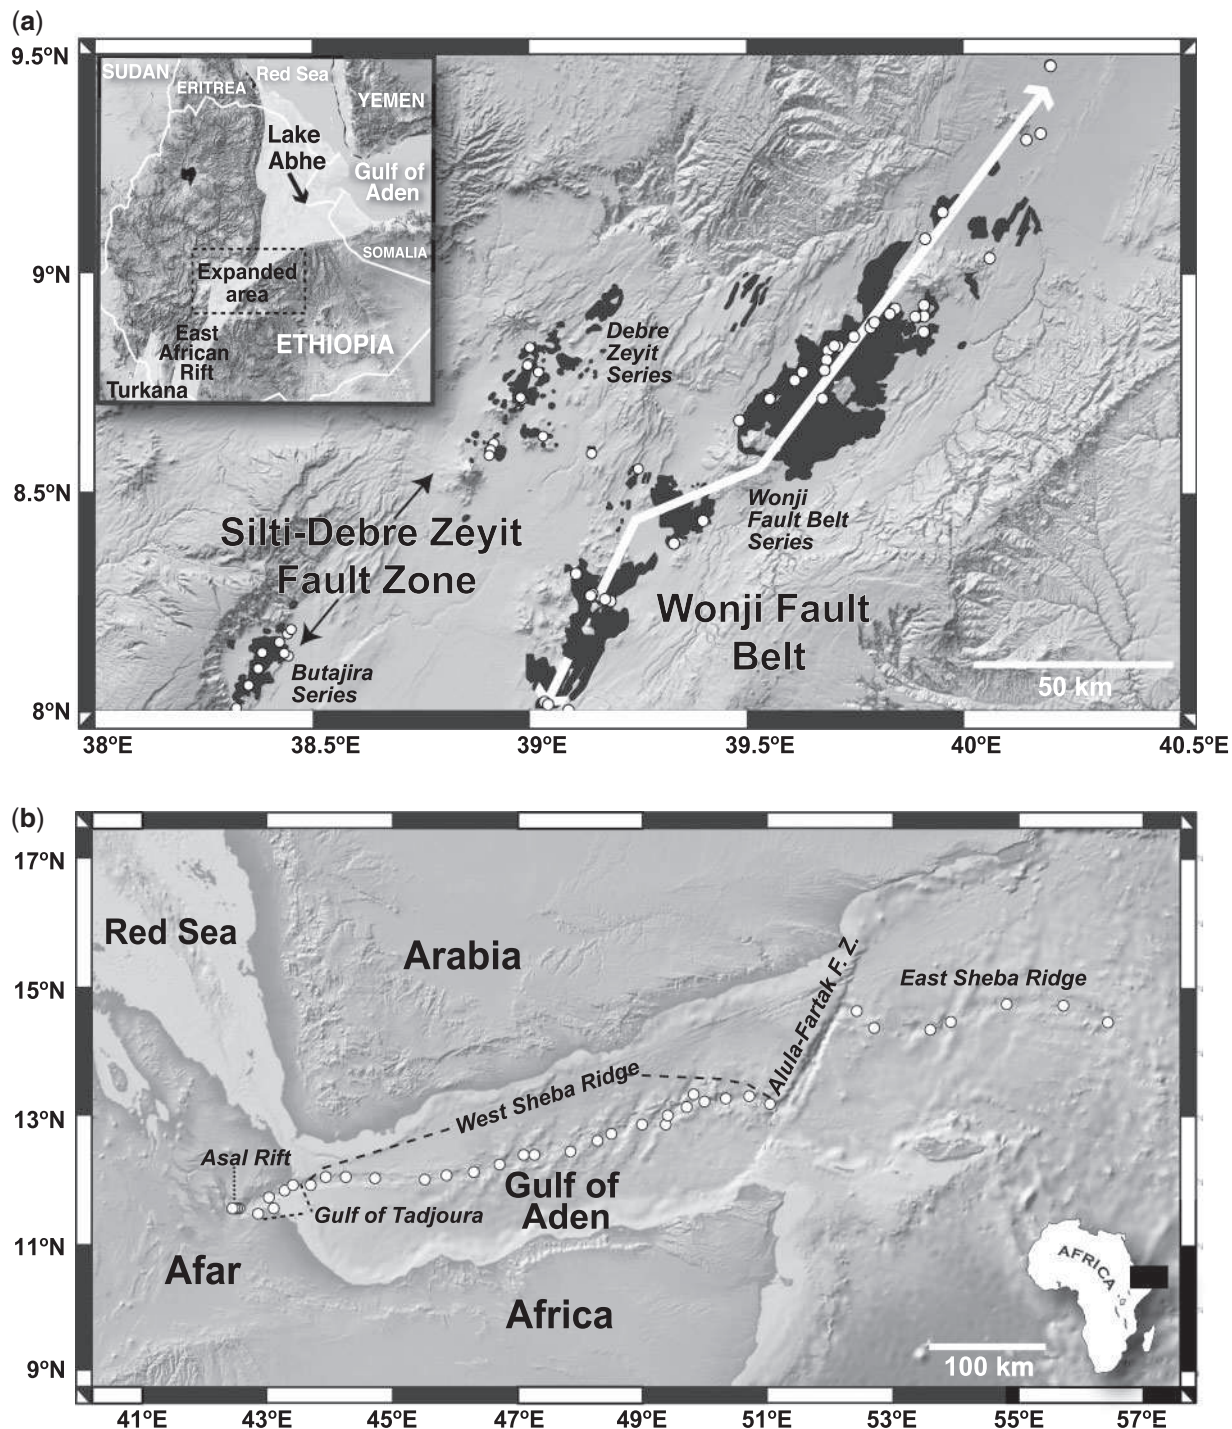 (a)
9.5ºN
9ºN
8.5ºN
8ºN
38ºE
38.5ºE
39ºE
39.5ºE
40ºE
40.5ºE
SUDAN
Red Sea
ERITREA
YEMEN
Lake
Abhe
Gulf of
Aden
SOMALIA
Expanded
area
East
African
Rift
ETHIOPIA
Turkana
Debre
Zeyit
Series
Silti-Debre Zeyit
Fault Zone
Wonji
Fault Belt
Series
Wonji Fault
Belt
Butajira
Series
50 km
(b)
17ºN
15ºN
13ºN
11ºN
9ºN
41ºE
43ºE
45ºE
47ºE
49ºE
51ºE
53ºE
55ºE
57ºE
Red Sea
Arabia
East Sheba Ridge
Alula-Fartak F. Z.
West Sheba Ridge
Asal Rift
Gulf of Tadjoura
Gulf of
Aden
Afar
Africa
AFRICA
100 km